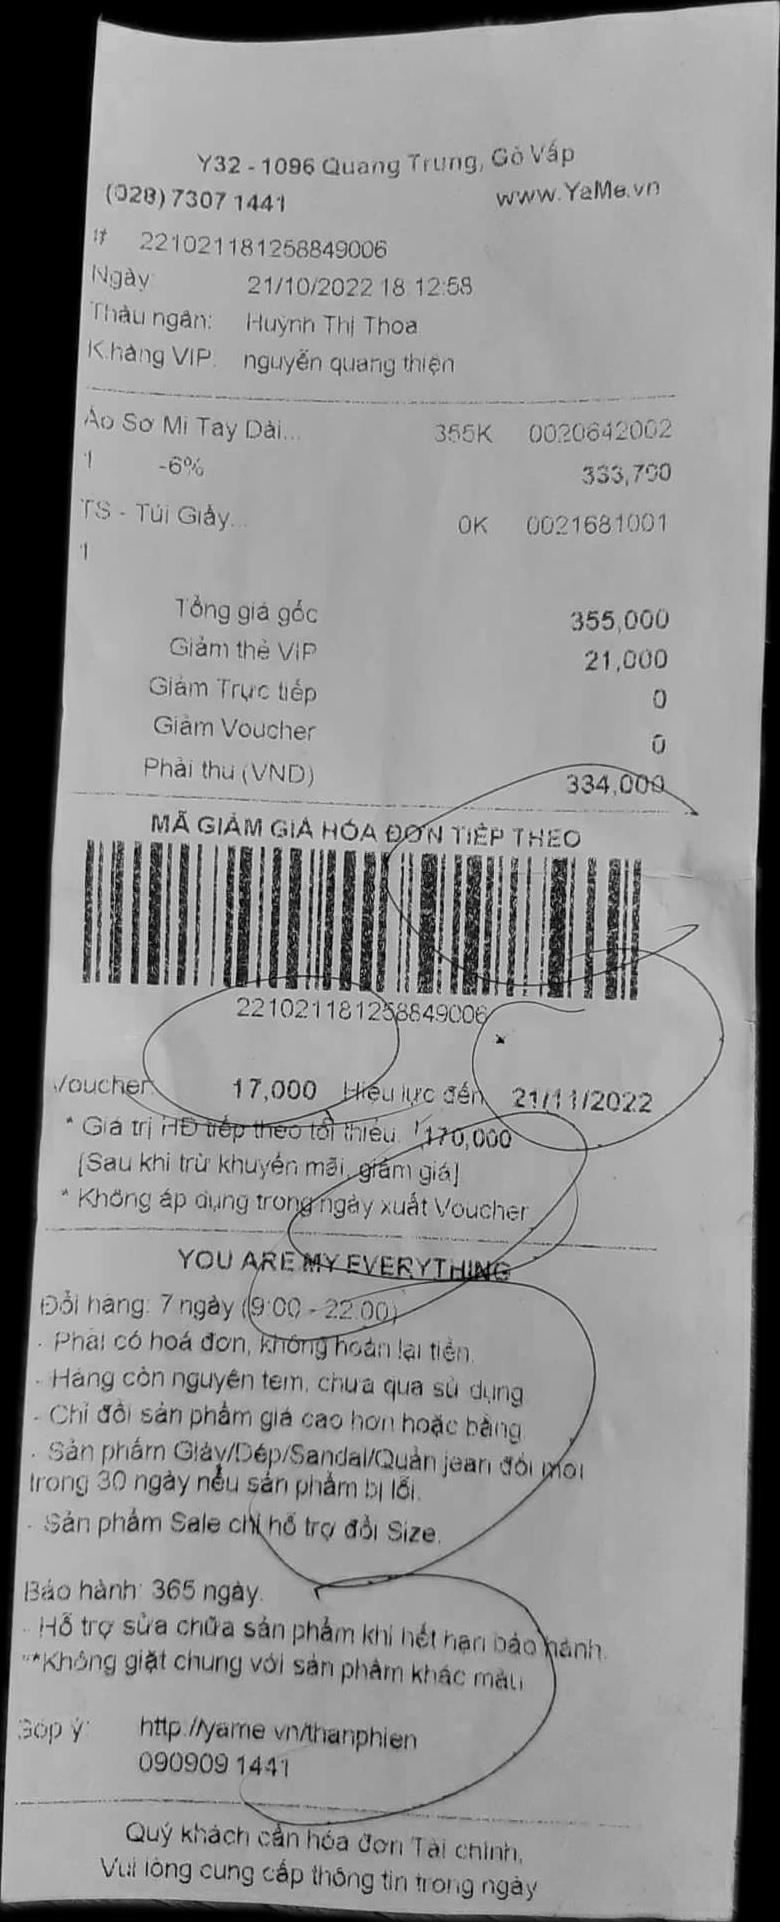 Y32 - 1096 Quang Trung, Gò Vấp
(028) 7307 1441 www.YaMe.vn
# 221021181258849006
Ngày 21/10/2022 18 12:58
Thâu ngân: Huỳnh Thị Thoa
K.hàng VIP. nguyễn quang thiện
Áo Sơ Mi Tay Dài... 355K 0020642002
1 -6% 333,700
TS - Túi Giấy... 0K 0021681001
1
Tổng giá gốc 355,000
Giảm thẻ VIP 21,000
Giảm Trực tiếp 0
Giảm Voucher 0
Phải thu (VND) 334,000
MÃ GIẢM GIÁ HÓA ĐƠN TIẾP THEO
221021181258849006
Voucher: 17,000 Hiệu lực đến 21/11/2022
* Giá trị HĐ tiếp theo tối thiểu. 170,000
[Sau khi trừ khuyến mãi, giảm giá]
* Không áp dụng trong ngày xuất Voucher
YOU ARE MY EVERYTHING
Đổi hàng: 7 ngày (9:00 - 22:00)
- Phải có hoá đơn, không hoàn lại tiền.
- Hàng còn nguyên tem, chưa qua sử dụng
- Chỉ đổi sản phẩm giá cao hơn hoặc bằng
- Sản phẩm Giày/Dép/Sandal/Quần jean đổi mới
trong 30 ngày nếu sản phẩm bị lỗi.
- Sản phẩm Sale chỉ hỗ trợ đổi Size.
Bảo hành: 365 ngày.
- Hỗ trợ sửa chữa sản phẩm khi hết hạn bảo hành.
**Không giặt chung với sản phẩm khác màu
Góp ý: http://yame.vn/thanphien
090909 1441
Quý khách cần hóa đơn Tài chính,
Vui lòng cung cấp thông tin trong ngày